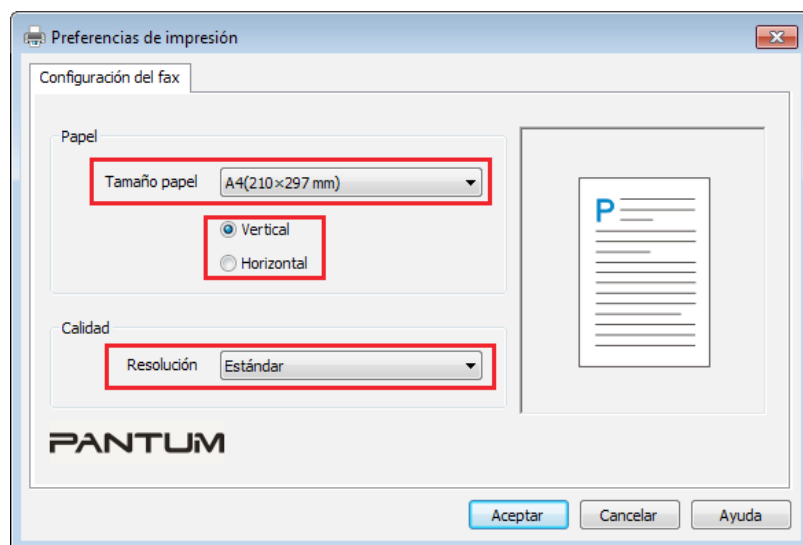 Preferencias de impresión
Configuración del fax
Papel
Tamaño papel A4(210×297 mm)
Vertical
Horizontal
Calidad
Resolución Estándar
P
PANTUM
Aceptar Cancelar Ayuda